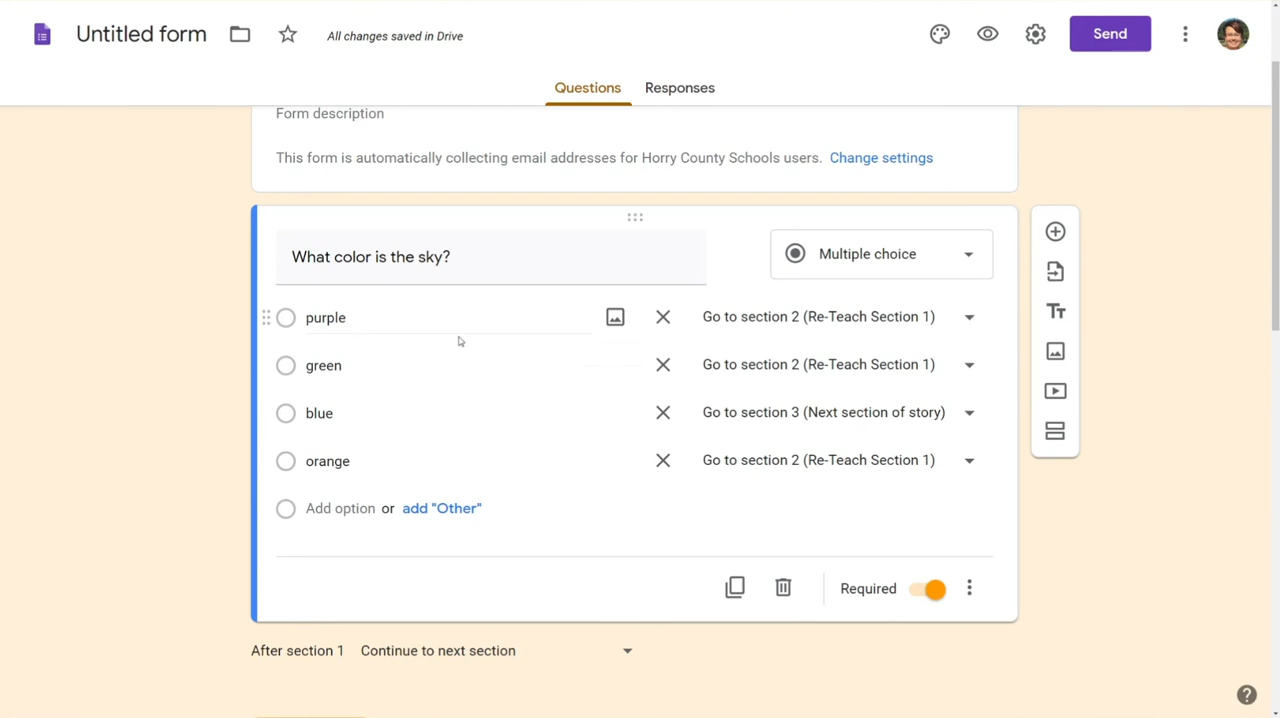 Untitled form
All changes saved in Drive
Send
Questions Responses
Form description
This form is automatically collecting email addresses for Horry County Schools users. Change settings
What color is the sky?
Multiple choice
purple
Go to section 2 (Re-Teach Section 1)
green
Go to section 2 (Re-Teach Section 1)
blue
Go to section 3 (Next section of story)
orange
Go to section 2 (Re-Teach Section 1)
Add option or add "Other"
Required
After section 1 Continue to next section